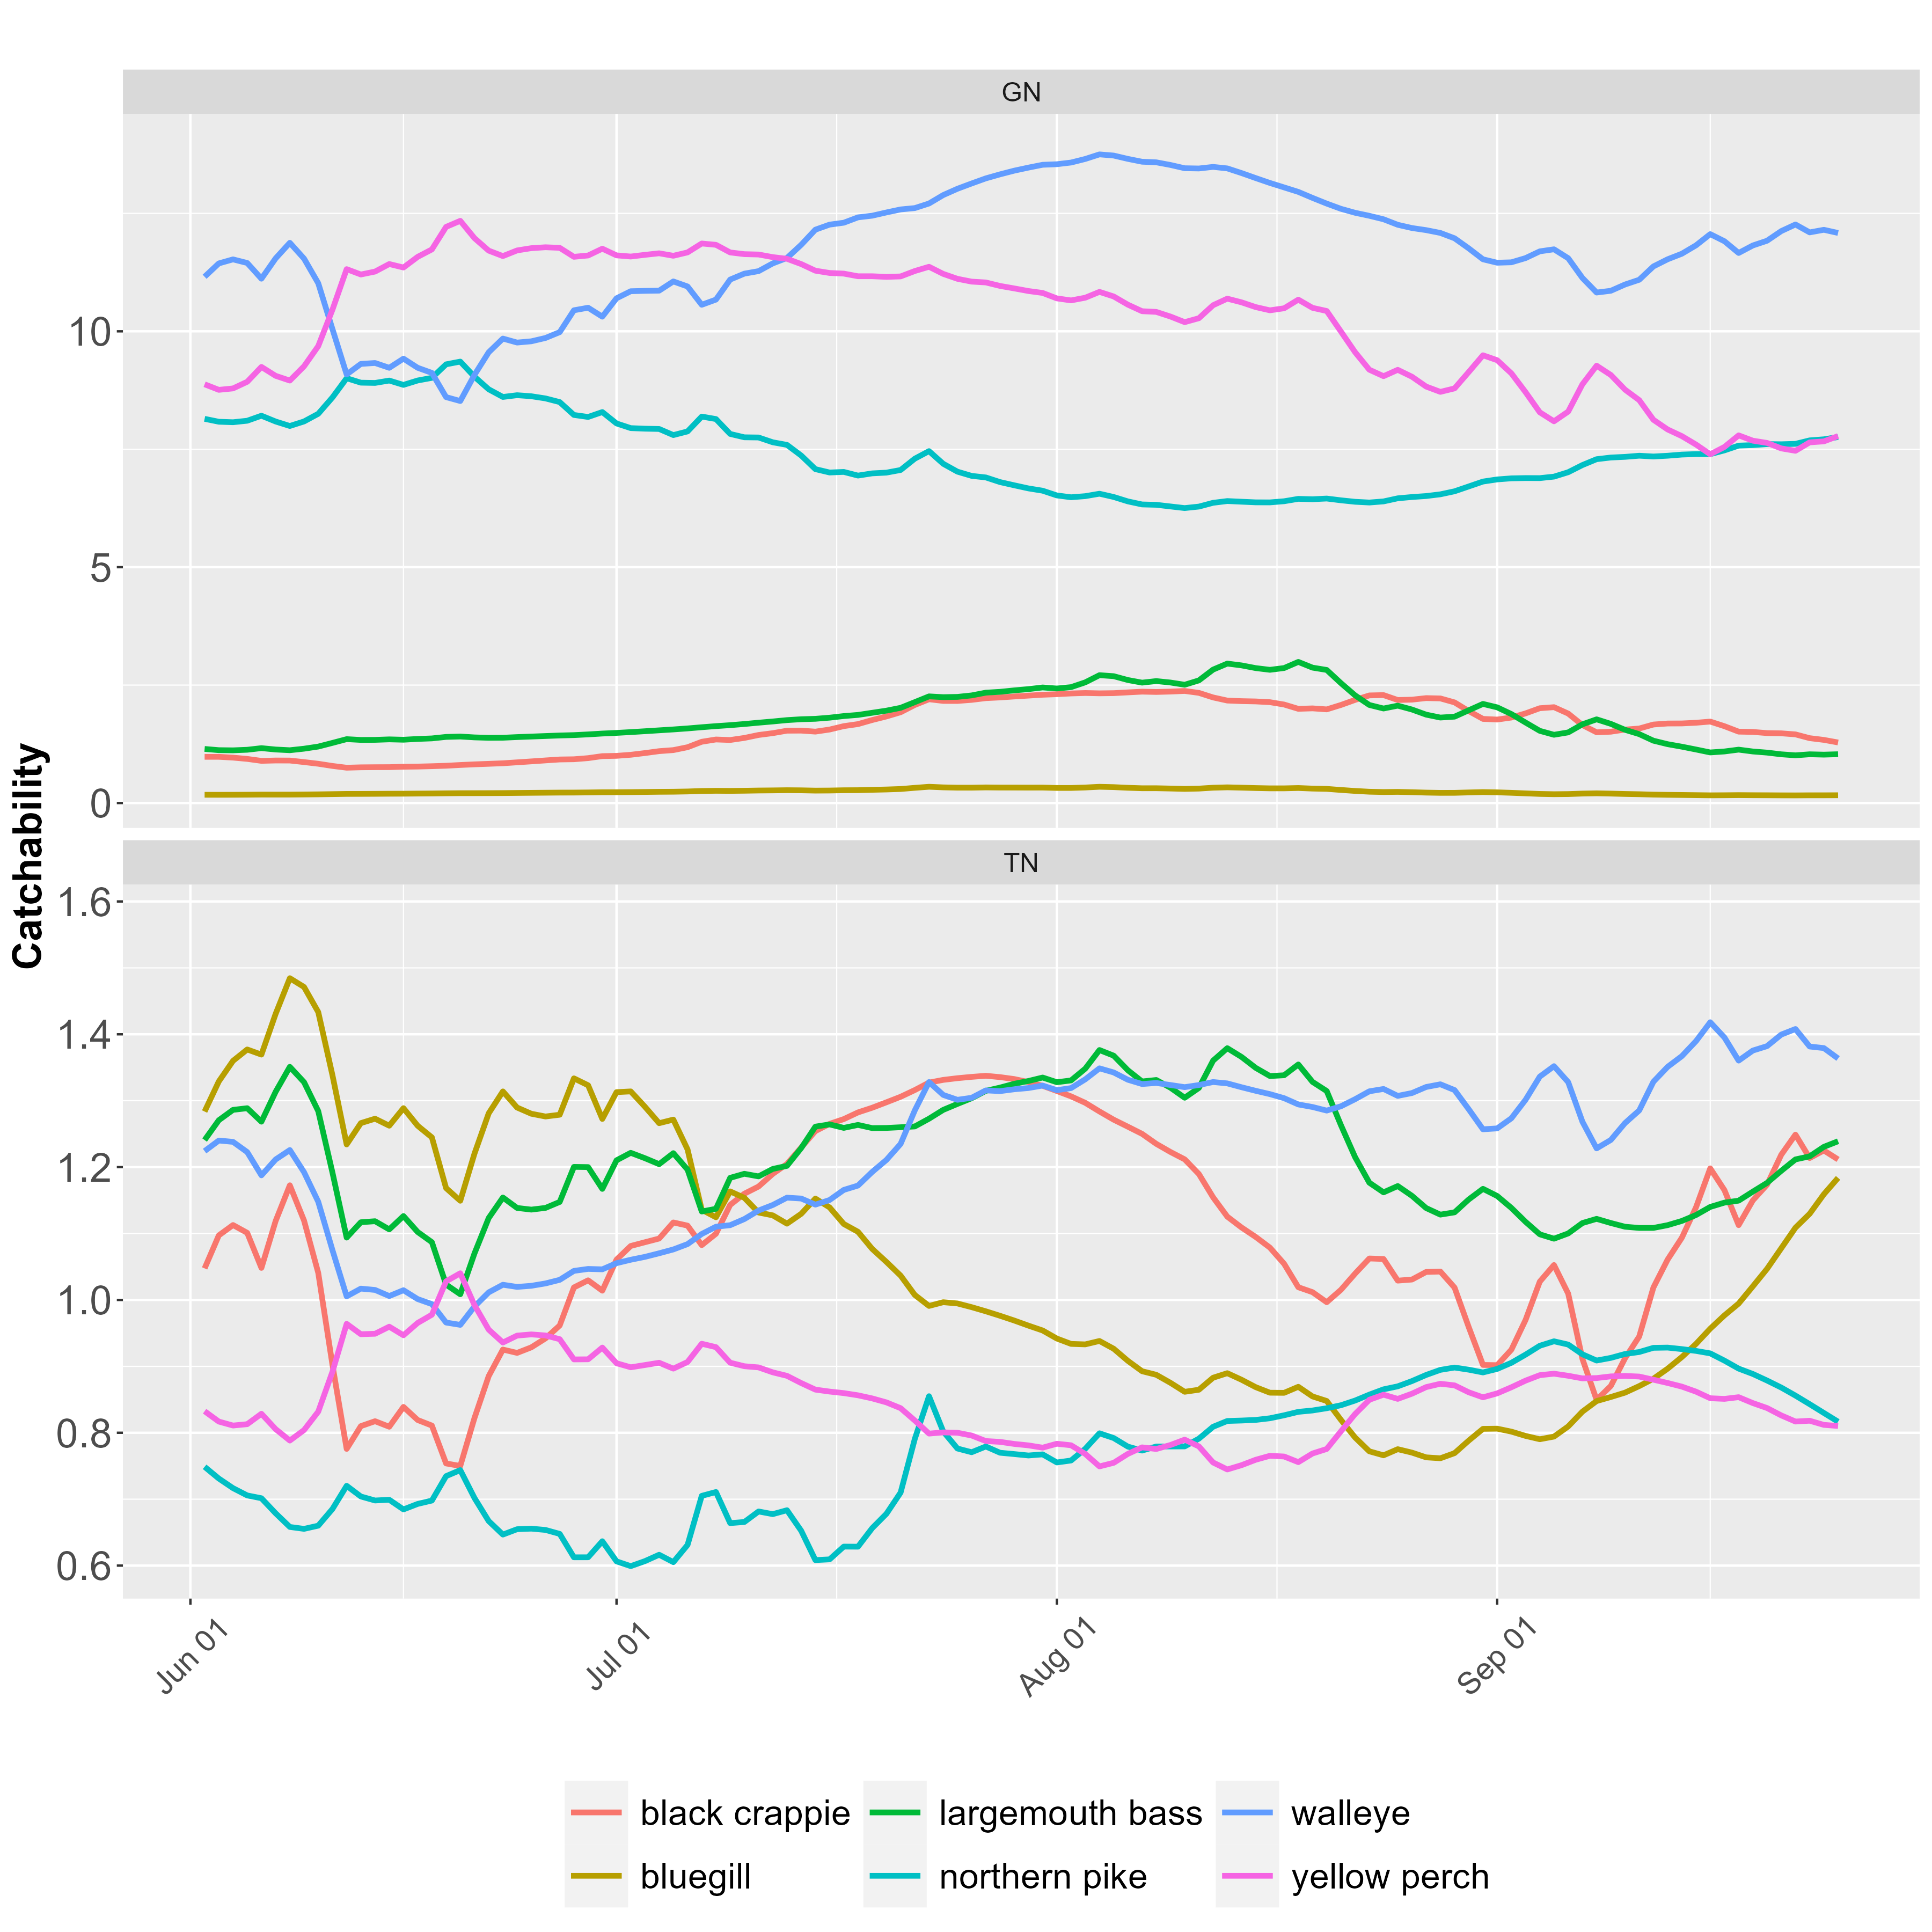 GN
10
5
0
Catchability
TN
1.6
1.4
1.2
1.0
0.8
0.6
Jun 01 Jul 01 Aug 01 Sep 01
black crappie largemouth bass walleye
bluegill northern pike yellow perch